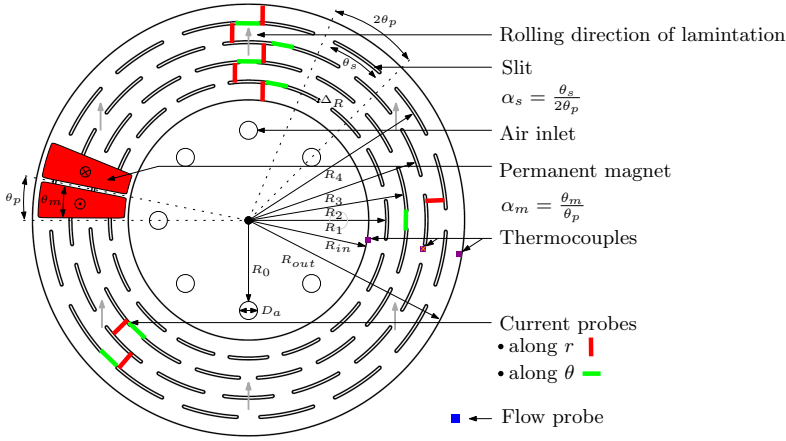 2θp
Rolling direction of lamintation
θs
Slit
ΔR
αs = θs/2θp
Air inlet
R4
Permanent magnet
θp
θm
R3
αm = θm/θp
R2
R1
Thermocouples
Rin
Rout
R0
Da
Current probes
• along r
• along θ
Flow probe